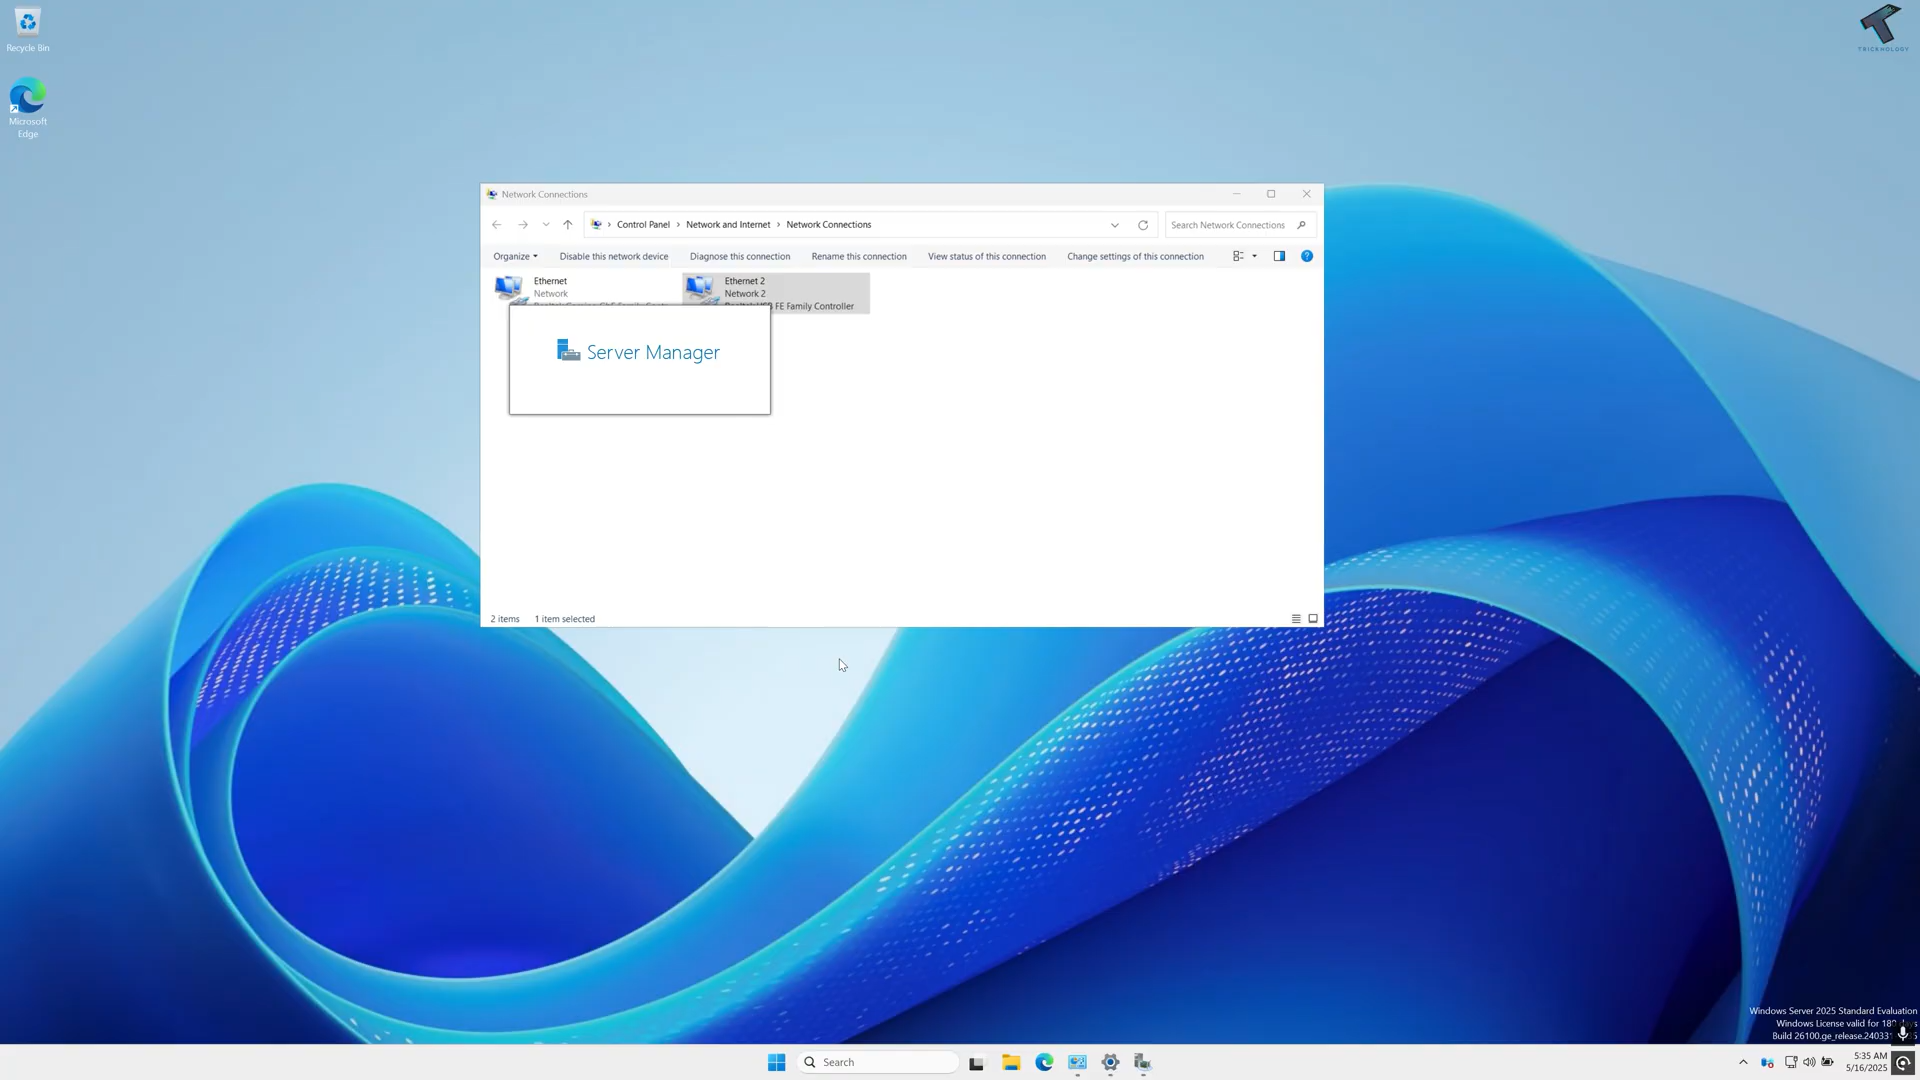 Recycle Bin
TRICKNOLOGY
Microsoft
Edge
Network Connections
Control Panel > Network and Internet > Network Connections
Search Network Connections
Organize
Disable this network device
Diagnose this connection
Rename this connection
View status of this connection
Change settings of this connection
Ethernet
Network
Ethernet 2
Network 2
FE Family Controller
Server Manager
2 items
1 item selected
Windows Server 2025 Standard Evaluation
Windows License valid for 180
Build 26100.ge_release.24033
Search
5:35 AM
5/16/2025